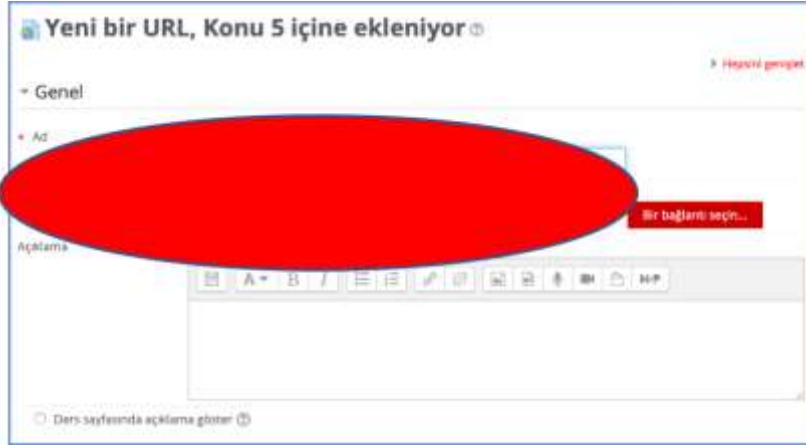 Yeni bir URL, Konu 5 içine ekleniyor
Hepsini genişlet
Genel
Ad
Bir bağlantı seçin...
Açıklama
A B I H-P
Ders sayfasında açıklama göster